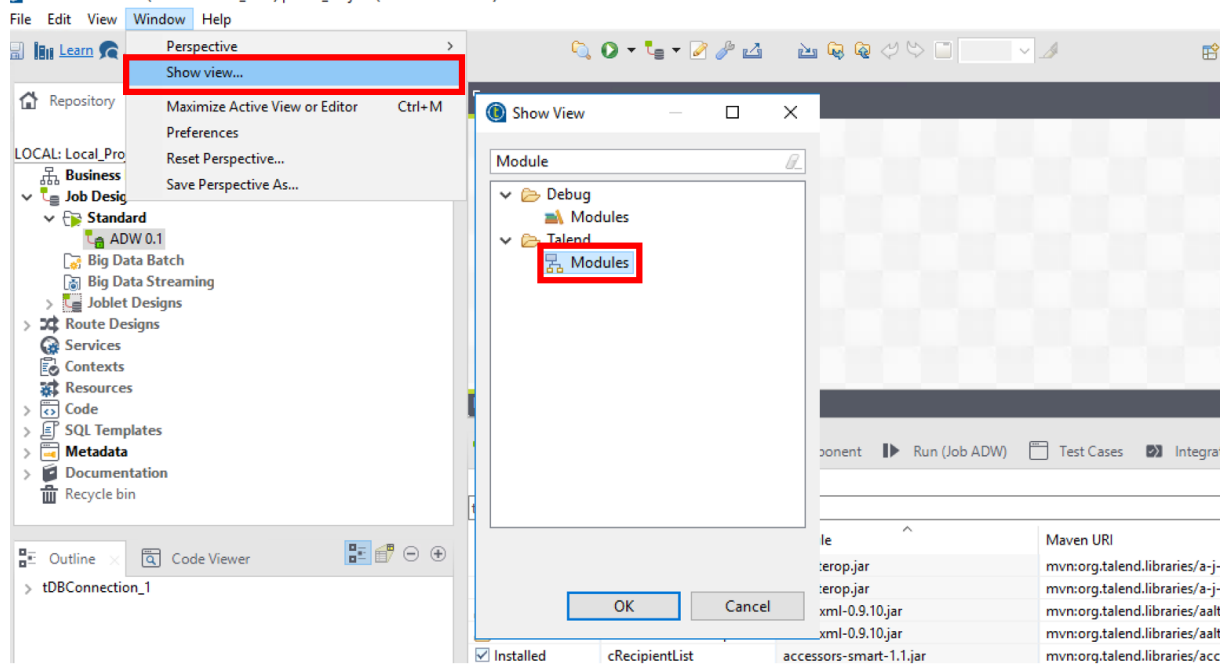 File Edit View Window Help
Learn
Perspective
Show view...
Maximize Active View or Editor Ctrl+M
Preferences
Reset Perspective...
Save Perspective As...
Repository
LOCAL: Local_Pro
Business
Job Desig
Standard
ADW 0.1
Big Data Batch
Big Data Streaming
Joblet Designs
Route Designs
Services
Contexts
Resources
Code
SQL Templates
Metadata
Documentation
Recycle bin
Outline Code Viewer
tDBConnection_1
Show View
Module
Debug
Modules
Talend
Modules
OK Cancel
ponent Run (Job ADW) Test Cases Integra
le Maven URI
terop.jar mvn:org.talend.libraries/a-j-
terop.jar mvn:org.talend.libraries/a-j-
xml-0.9.10.jar mvn:org.talend.libraries/aalt
xml-0.9.10.jar mvn:org.talend.libraries/aalt
Installed cRecipientList accessors-smart-1.1.jar mvn:org.talend.libraries/acc